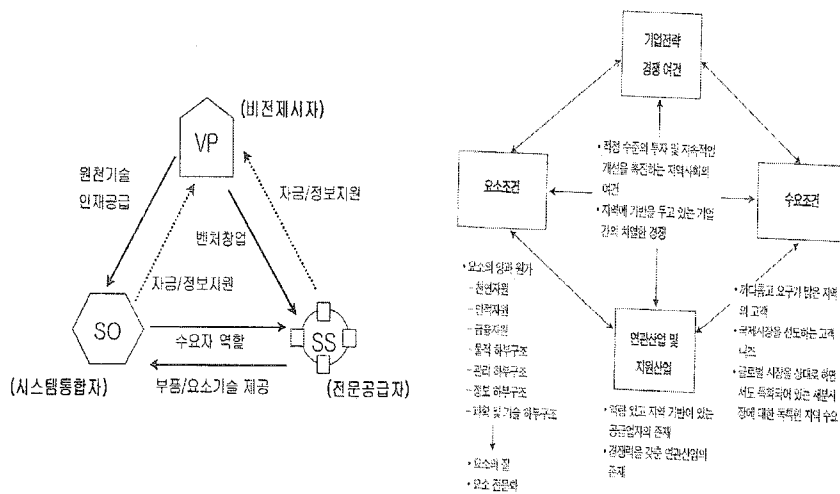 (비전제시자)
VP
원천기술
인재공급
자금/정보지원
벤처창업
자금/정보지원
SO
SS
수요자 역할
(시스템통합자)
부품/요소기술 제공
(전문공급자)
기업전략
경쟁 여건
• 적정 수준의 투자 및 지속적인
개선을 촉진하는 지역사회의
여건
• 지역에 기반을 두고 있는 기업
간의 치열한 경쟁
요소조건
수요조건
• 요소의 양과 원가
- 천연자원
- 인적자원
- 금융자원
- 물적 하부구조
- 관리 하부구조
- 정보 하부구조
- 과학 및 기술 하부구조
• 요소의 질
• 요소 전문화
연관산업 및
지원산업
• 역량 있고 지역 기반이 있는
공급업자의 존재
• 경쟁력을 갖춘 연관산업의
존재
• 까다롭고 요구가 많은 지역
의 고객
• 국제시장을 선도하는 고객
니즈
• 글로벌 시장을 상대로 하면
서도 특화되어 있는 세분시
장에 대한 독특한 지역 수요